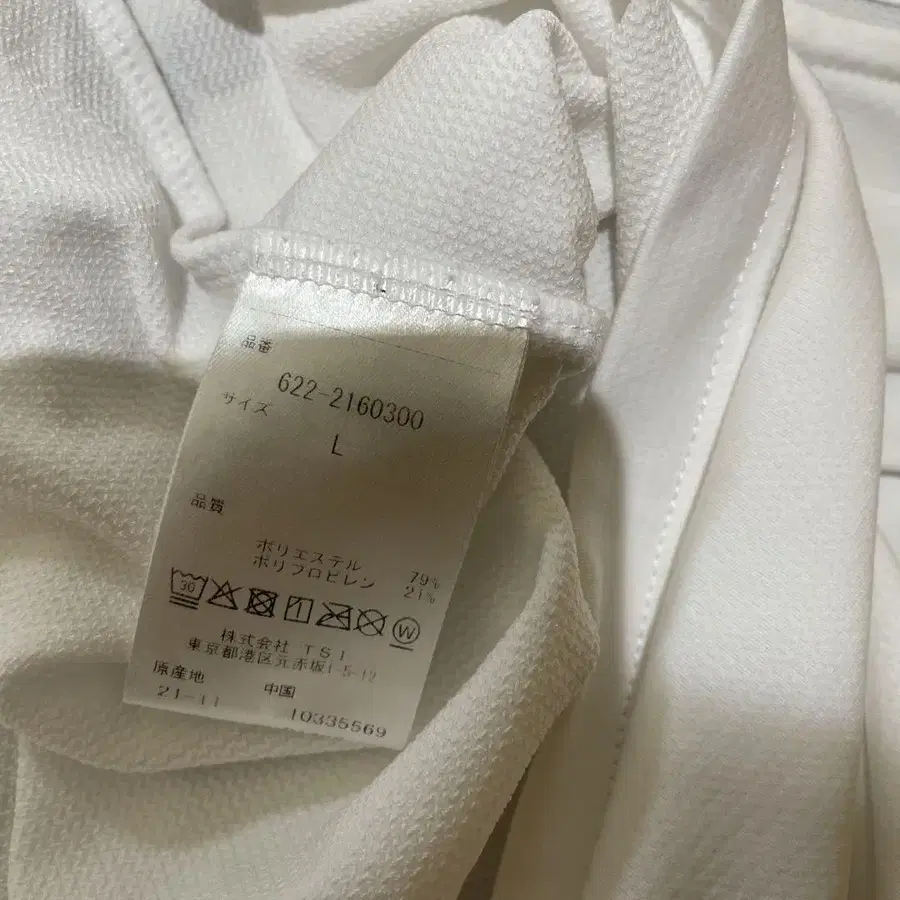 品番
622-2160300
サイズ
L
品質
ポリエステル 79%
ポリプロピレン 21%
30
W
株式会社 TSI
東京都港区元赤坂1-5-12
原産地 中国
21-11 10335569